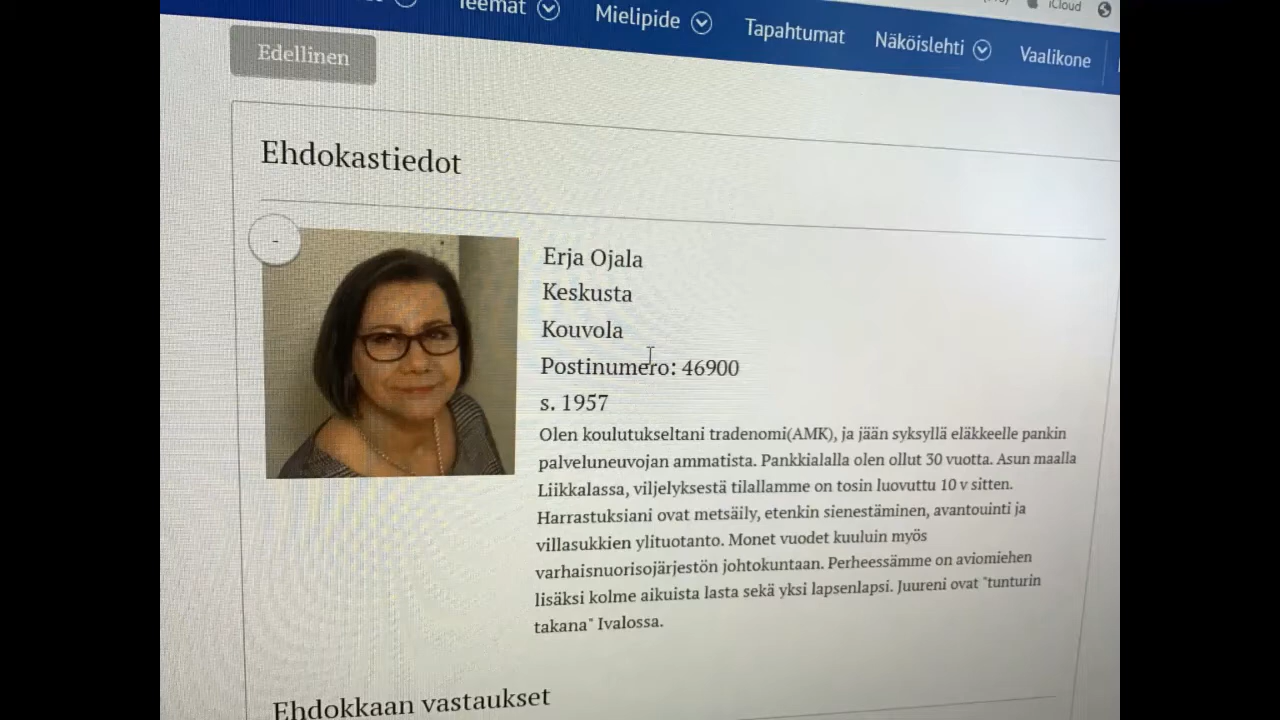 Teemat
Mielipide
Tapahtumat
Näköislehti
Vaalikone
iCloud
Edellinen
Ehdokastiedot
-
Erja Ojala
Keskusta
Kouvola
Postinumero: 46900
s. 1957
Olen koulutukseltani tradenomi(AMK), ja jään syksyllä eläkkeelle pankin
palveluneuvojan ammatista. Pankkialalla olen ollut 30 vuotta. Asun maalla
Liikkalassa, viljelyksestä tilallamme on tosin luovuttu 10 v sitten.
Harrastuksiani ovat metsäily, etenkin sienestäminen, avantouinti ja
villasukkien ylituotanto. Monet vuodet kuuluin myös
varhaisnuorisojärjestön johtokuntaan. Perheessämme on aviomiehen
lisäksi kolme aikuista lasta sekä yksi lapsenlapsi. Juureni ovat "tunturin
takana" Ivalossa.
Ehdokkaan vastaukset